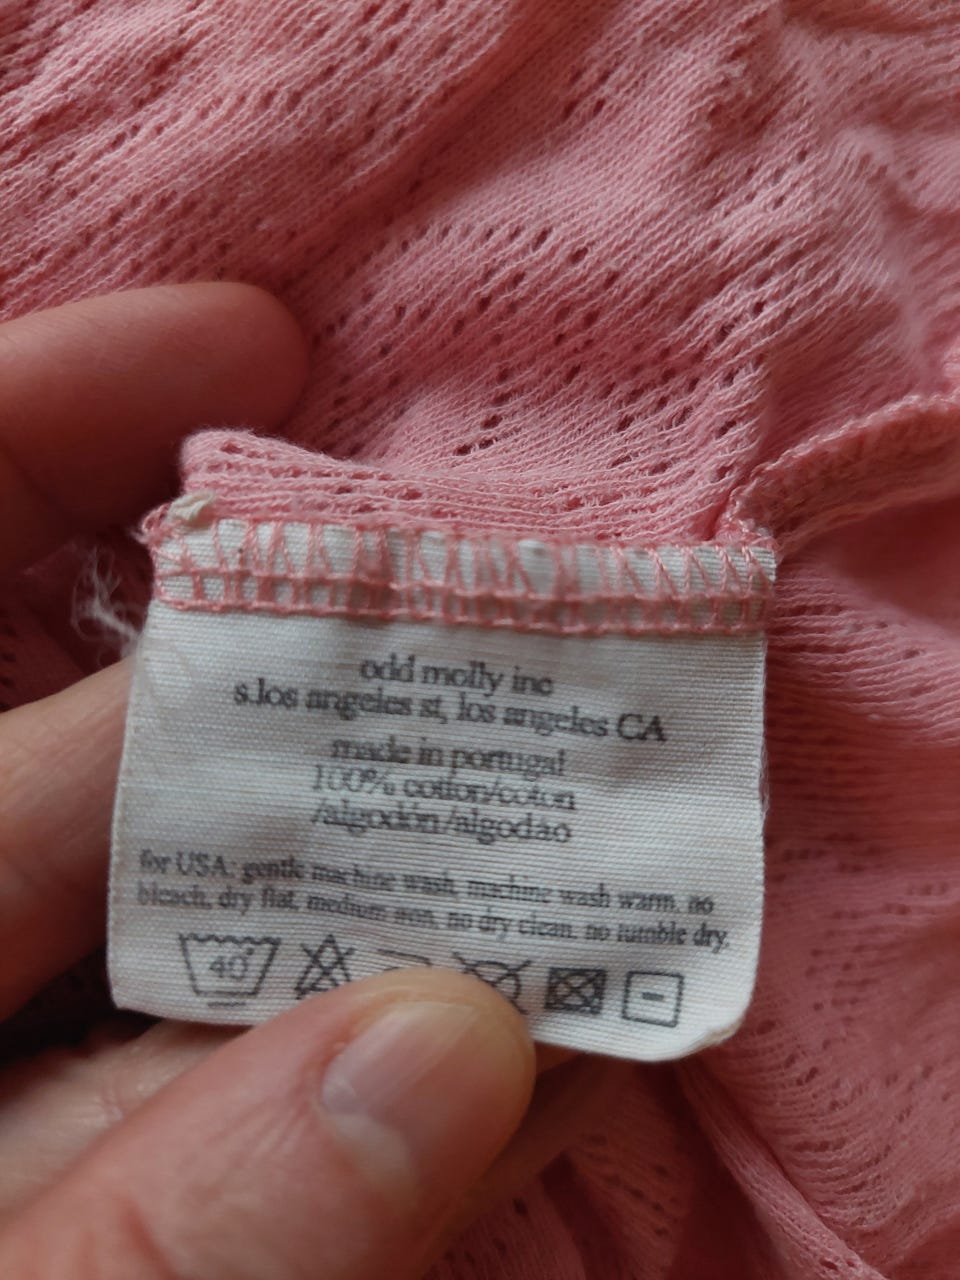 odd molly inc
s.los angeles st, los angeles CA
made in portugal
100% cotton/coton
/algodón/algodão
for USA: gentle machine wash, machine wash warm, no
bleach, dry flat, medium iron, no dry clean, no tumble dry.
40°